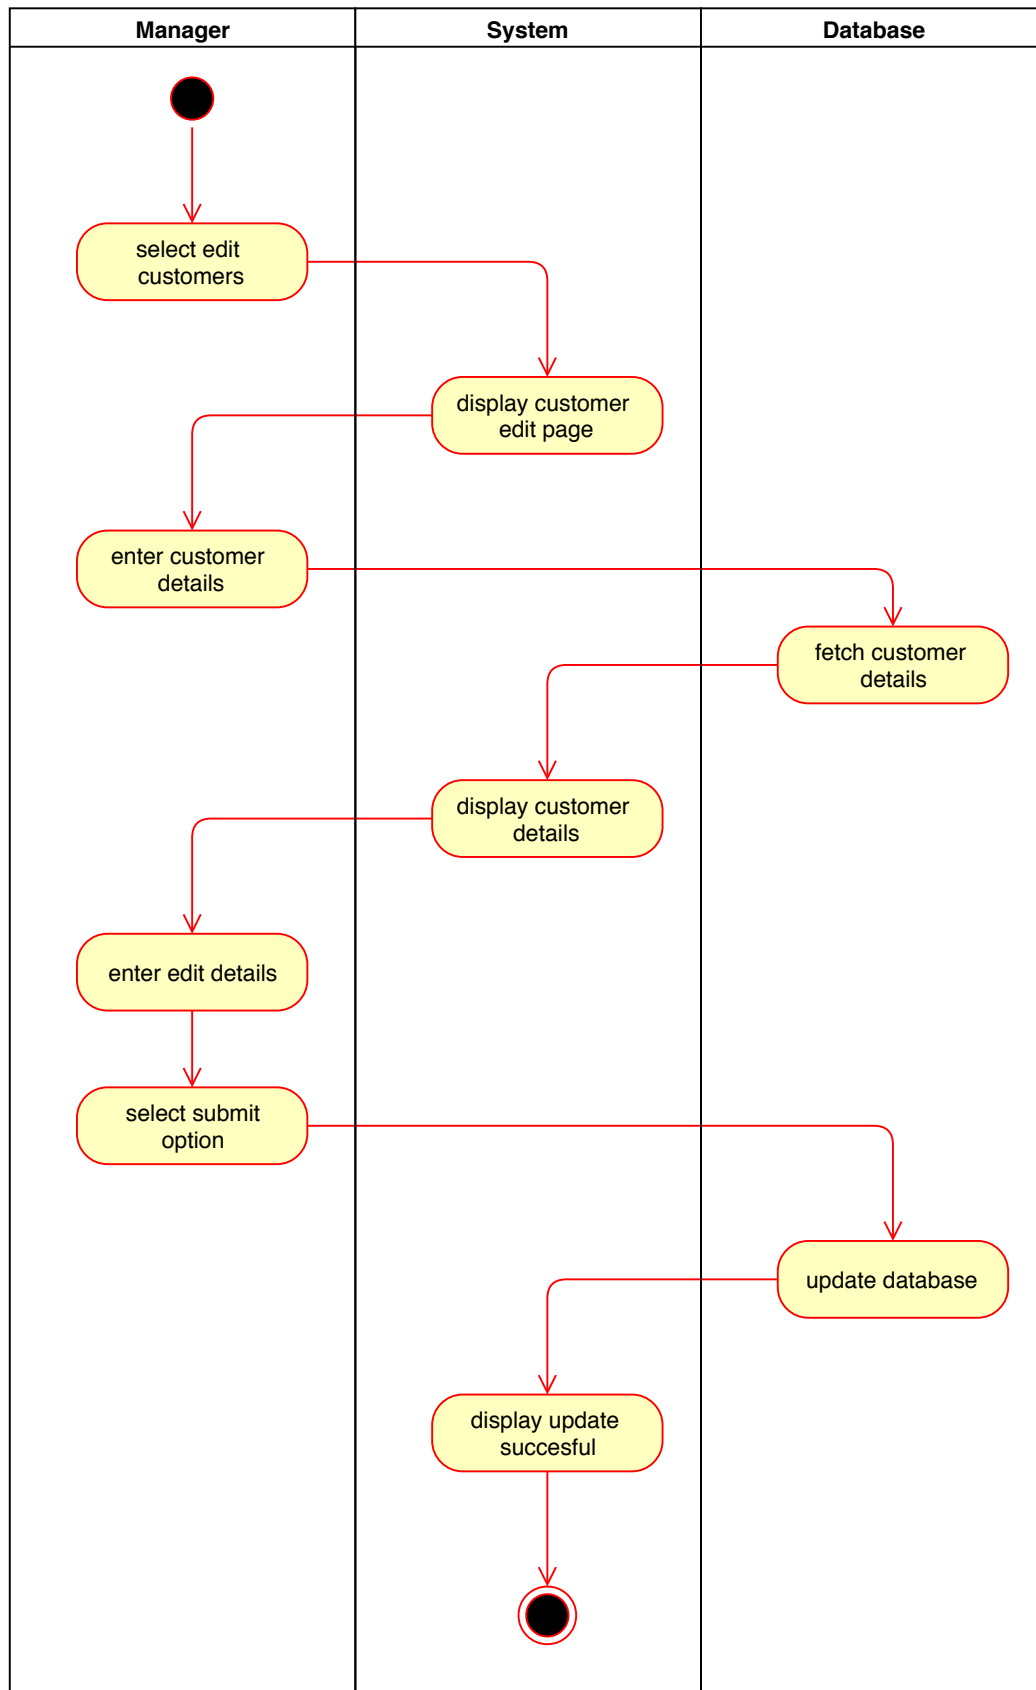 Manager
System
Database
select edit
customers
display customer
edit page
enter customer
details
fetch customer
details
display customer
details
enter edit details
select submit
option
update database
display update
succesful